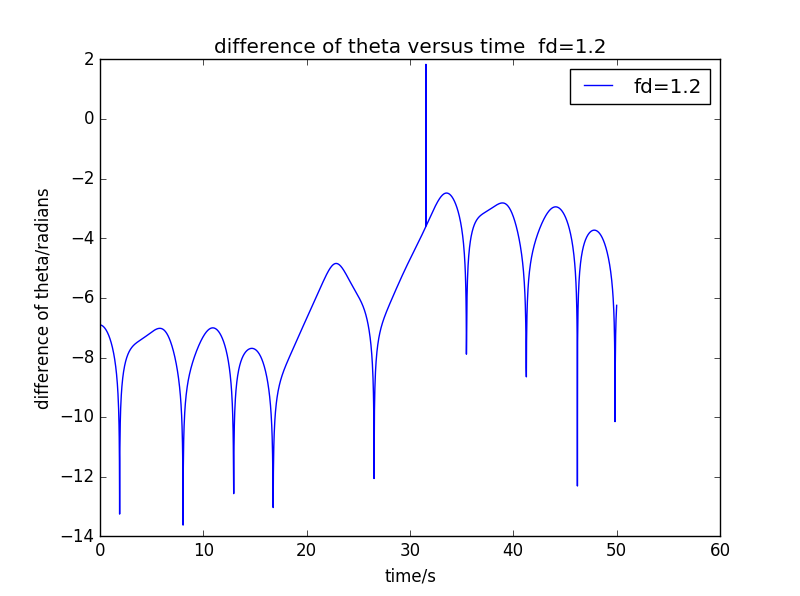 difference of theta versus time  fd=1.2
fd=1.2
difference of theta/radians
2
0
−2
−4
−6
−8
−10
−12
−14
0 10 20 30 40 50 60
time/s